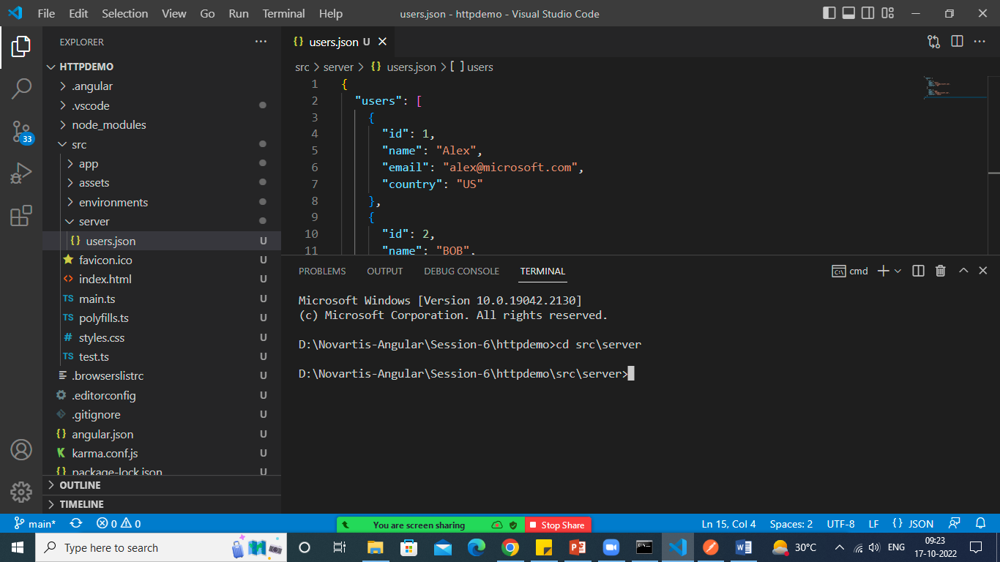 File Edit Selection View Go Run Terminal Help users.json - httpdemo - Visual Studio Code
EXPLORER
HTTPDEMO
.angular
.vscode
node_modules
src
app
assets
environments
server
{} users.json U
favicon.ico U
<> index.html U
TS main.ts U
TS polyfills.ts U
# styles.css U
TS test.ts U
.browserslistrc U
.editorconfig U
.gitignore U
{} angular.json U
K karma.conf.js U
{} package-lock.json U
OUTLINE
TIMELINE
33
{} users.json U
src > server > {} users.json > [ ] users
1 {
2 "users": [
3 {
4 "id": 1,
5 "name": "Alex",
6 "email": "alex@microsoft.com",
7 "country": "US"
8 },
9 {
10 "id": 2,
11 "name": "BOB",
PROBLEMS OUTPUT DEBUG CONSOLE TERMINAL cmd
Microsoft Windows [Version 10.0.19042.2130]
(c) Microsoft Corporation. All rights reserved.
D:\Novartis-Angular\Session-6\httpdemo>cd src\server
D:\Novartis-Angular\Session-6\httpdemo\src\server>
main* 0 0 Ln 15, Col 4 Spaces: 2 UTF-8 LF {} JSON
You are screen sharing Stop Share
Type here to search 30°C ENG 09:23
17-10-2022